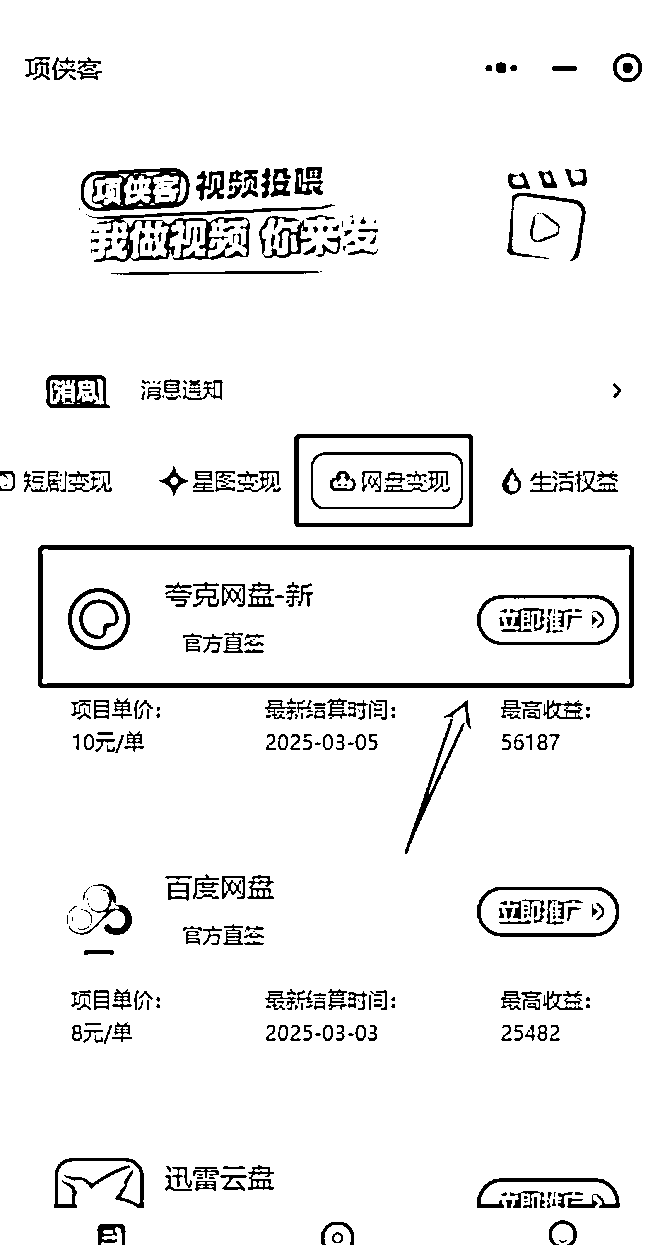 项侠客
项侠客 视频投喂
我做视频 你来发
消息 消息通知
短剧变现 星图变现 网盘变现 生活权益
夸克网盘-新
官方直签
立即推广
项目单价： 最新结算时间： 最高收益：
10元/单 2025-03-05 56187
百度网盘
官方直签
立即推广
项目单价： 最新结算时间： 最高收益：
8元/单 2025-03-03 25482
迅雷云盘
立即推广